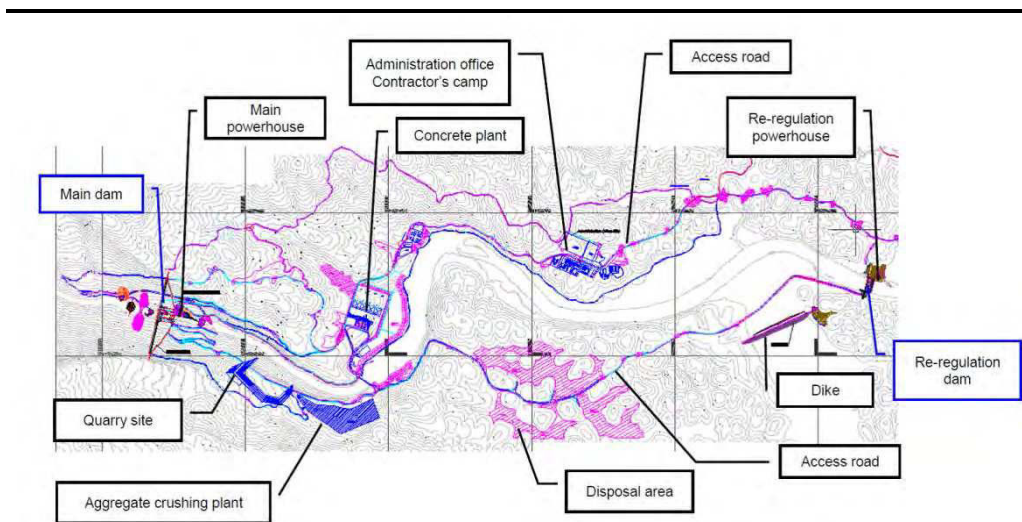 Administration office
Contractor's camp
Access road
Main
powerhouse
Concrete plant
Re-regulation
powerhouse
Main dam
Quarry site
Dike
Re-regulation
dam
Access road
Aggregate crushing plant
Disposal area